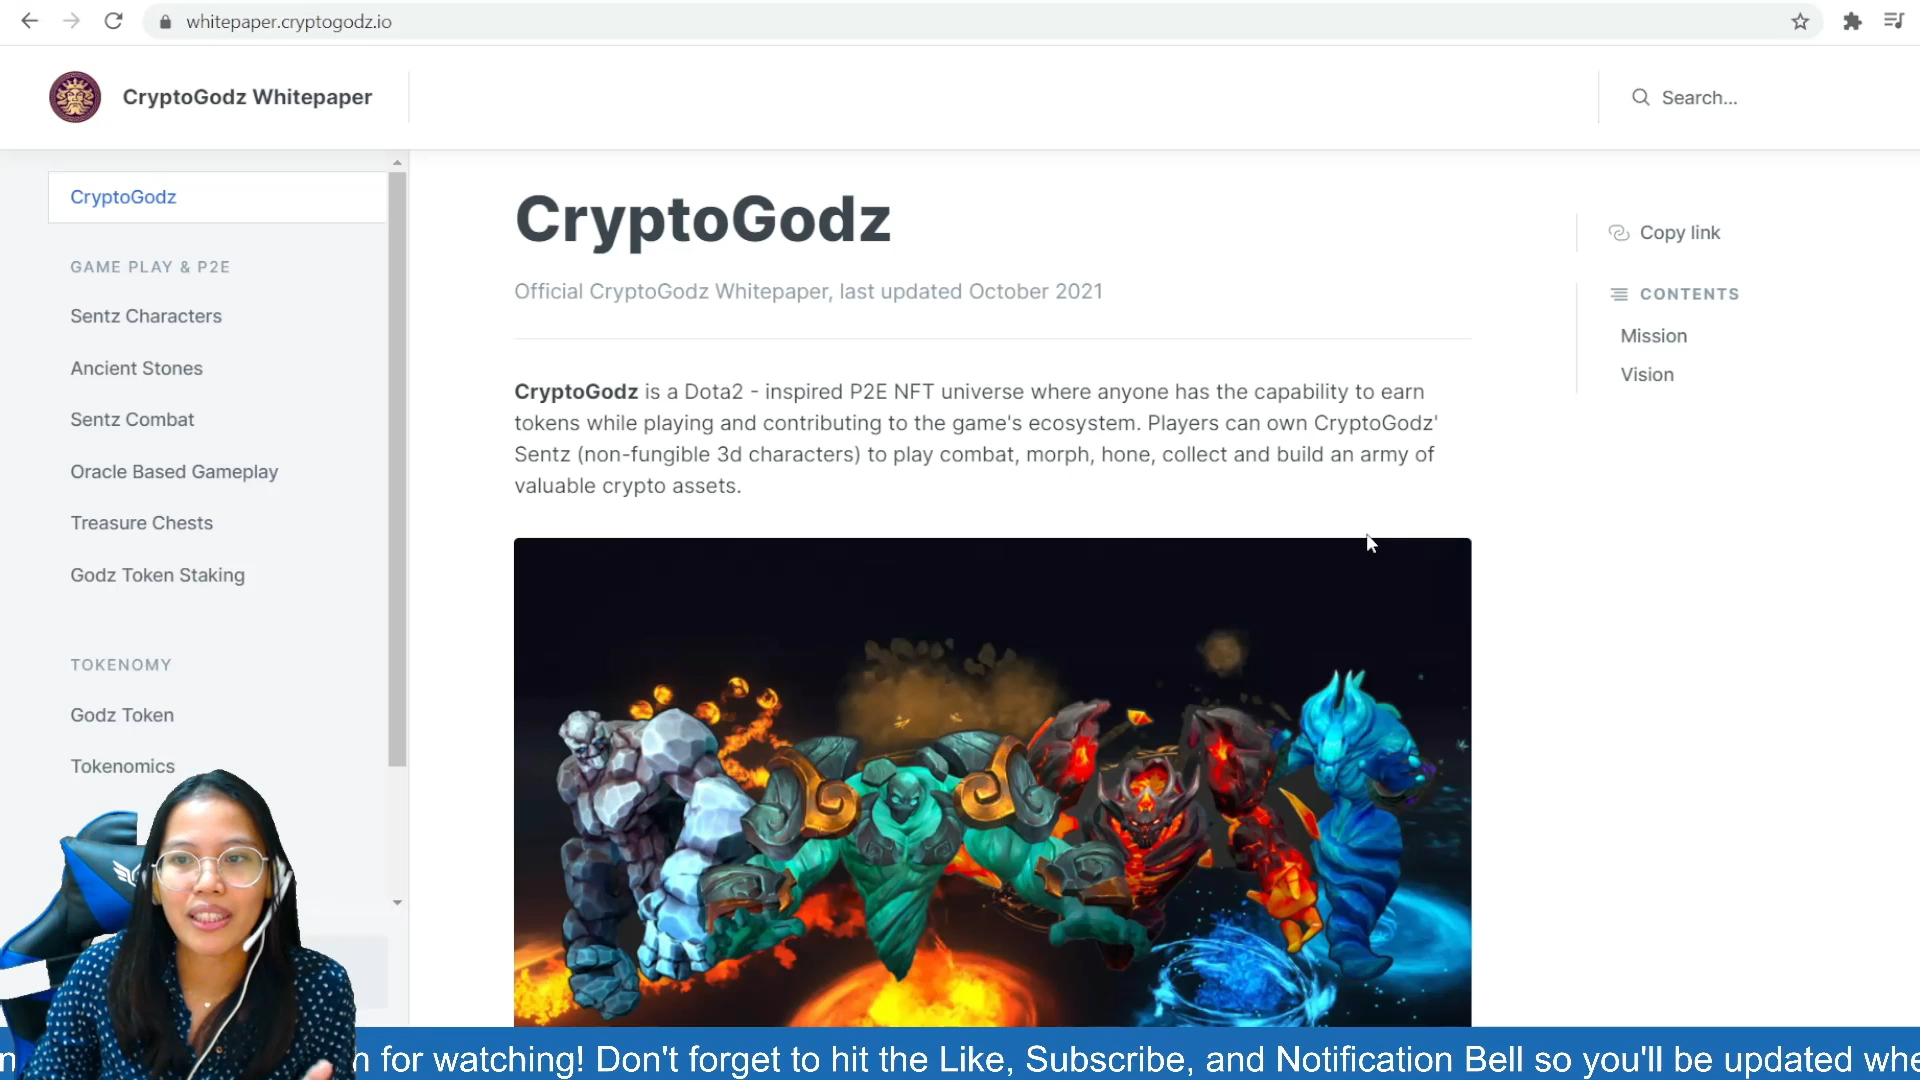 whitepaper.cryptogodz.io
CryptoGodz Whitepaper
Search...
CryptoGodz
GAME PLAY & P2E
Sentz Characters
Ancient Stones
Sentz Combat
Oracle Based Gameplay
Treasure Chests
Godz Token Staking
TOKENOMY
Godz Token
Tokenomics
CryptoGodz
Official CryptoGodz Whitepaper, last updated October 2021
CryptoGodz is a Dota2 - inspired P2E NFT universe where anyone has the capability to earn
tokens while playing and contributing to the game's ecosystem. Players can own CryptoGodz'
Sentz (non-fungible 3d characters) to play combat, morph, hone, collect and build an army of
valuable crypto assets.
Copy link
CONTENTS
Mission
Vision
n for watching! Don't forget to hit the Like, Subscribe, and Notification Bell so you'll be updated whe